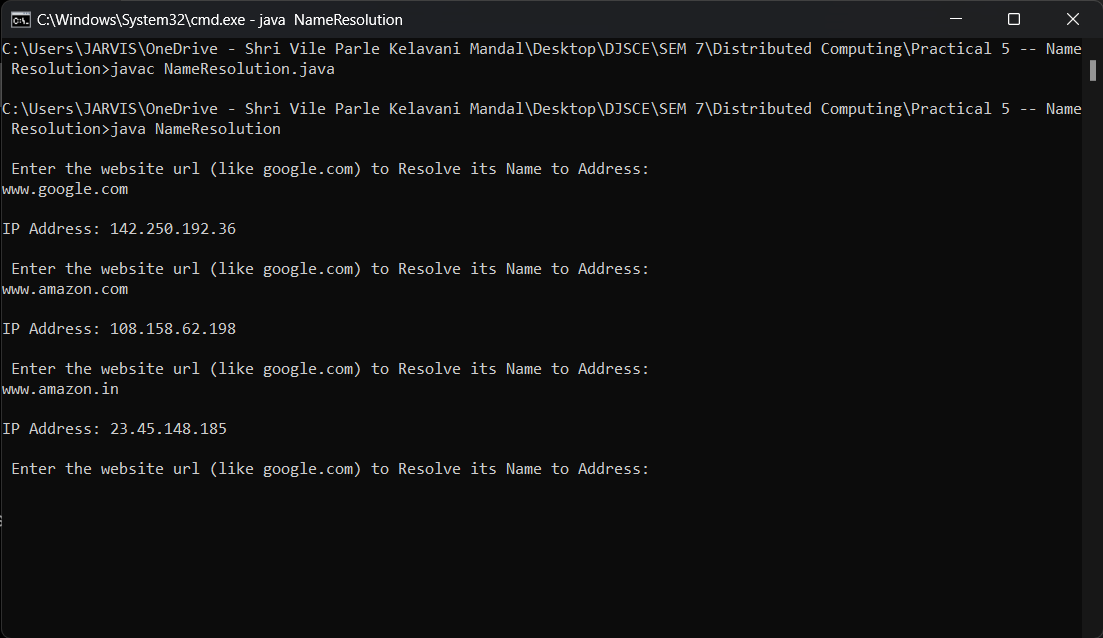 C:\Windows\System32\cmd.exe - java  NameResolution
C:\Users\JARVIS\OneDrive - Shri Vile Parle Kelavani Mandal\Desktop\DJSCE\SEM 7\Distributed Computing\Practical 5 -- Name
 Resolution>javac NameResolution.java
C:\Users\JARVIS\OneDrive - Shri Vile Parle Kelavani Mandal\Desktop\DJSCE\SEM 7\Distributed Computing\Practical 5 -- Name
 Resolution>java NameResolution
 Enter the website url (like google.com) to Resolve its Name to Address:
www.google.com
IP Address: 142.250.192.36
 Enter the website url (like google.com) to Resolve its Name to Address:
www.amazon.com
IP Address: 108.158.62.198
 Enter the website url (like google.com) to Resolve its Name to Address:
www.amazon.in
IP Address: 23.45.148.185
 Enter the website url (like google.com) to Resolve its Name to Address: